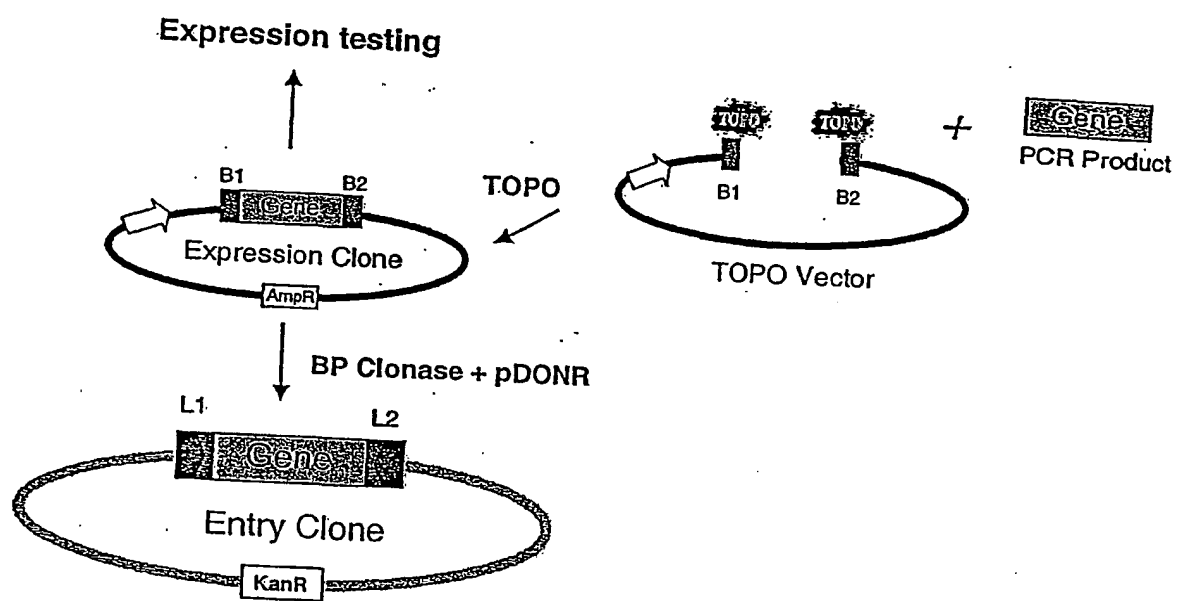 Expression testing
TOPO TOPO + Gene
PCR Product
B1 B2
TOPO Vector
TOPO
B1 B2
Gene
Expression Clone
AmpR
BP Clonase + pDONR
L1 L2
Gene
Entry Clone
KanR